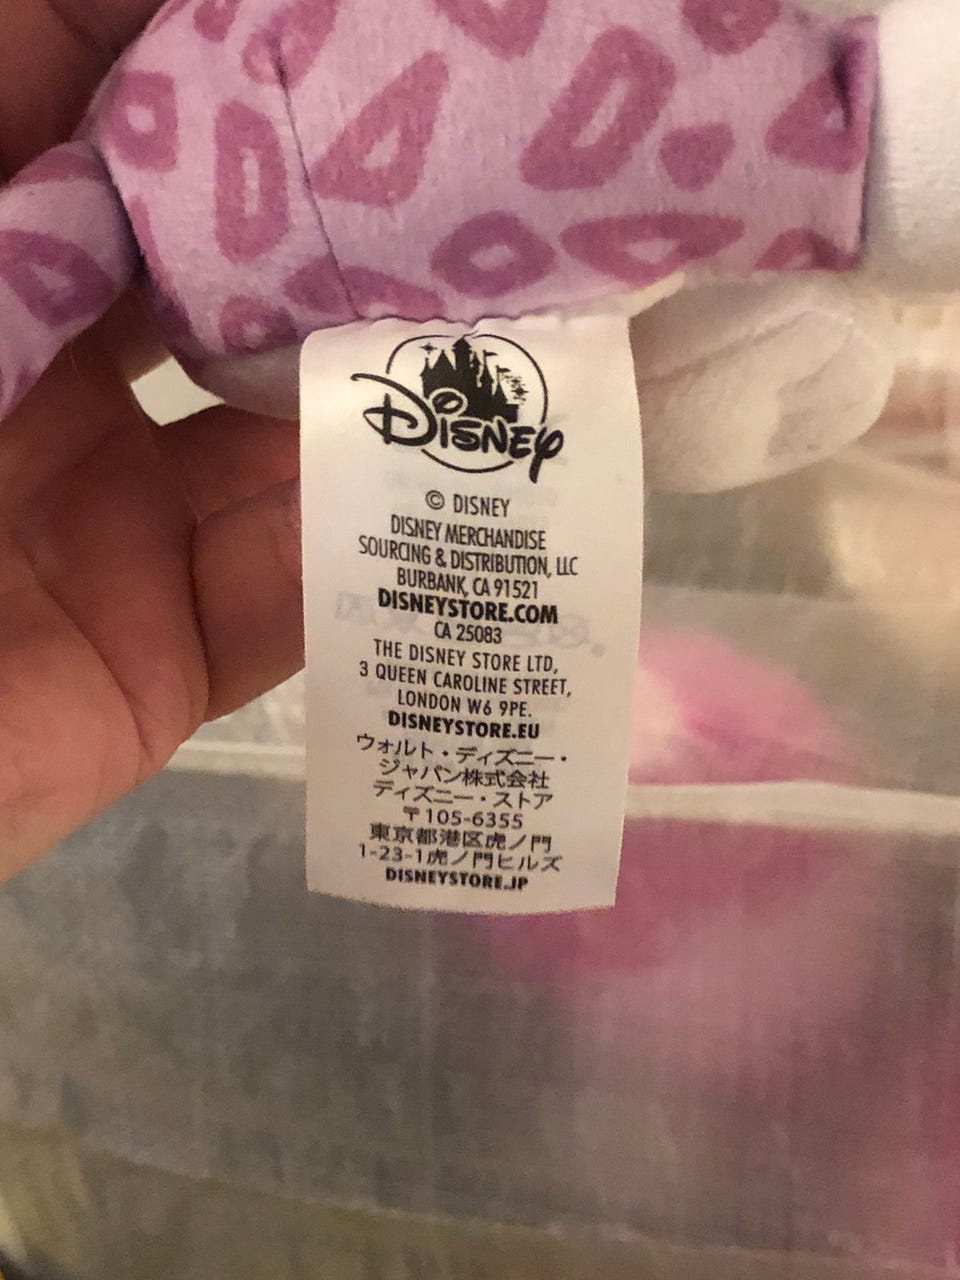 Disney
© DISNEY
DISNEY MERCHANDISE
SOURCING & DISTRIBUTION, LLC
BURBANK, CA 91521
DISNEYSTORE.COM
CA 25083
THE DISNEY STORE LTD,
3 QUEEN CAROLINE STREET,
LONDON W6 9PE.
DISNEYSTORE.EU
ウォルト・ディズニー・
ジャパン株式会社
ディズニー・ストア
〒105-6355
東京都港区虎ノ門
1-23-1虎ノ門ヒルズ
DISNEYSTORE.JP